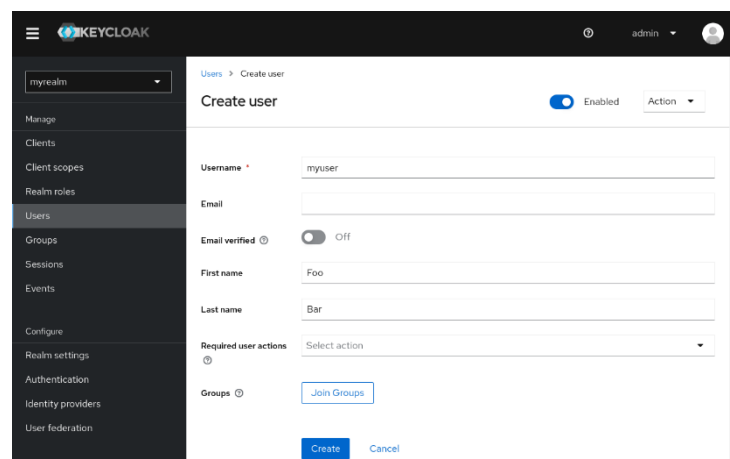 KEYCLOAK
admin
myrealm
Manage
Clients
Client scopes
Realm roles
Users
Groups
Sessions
Events
Configure
Realm settings
Authentication
Identity providers
User federation
Users > Create user
Create user
Enabled
Action
Username *
myuser
Email
Email verified
Off
First name
Foo
Last name
Bar
Required user actions
Select action
Groups
Join Groups
Create
Cancel